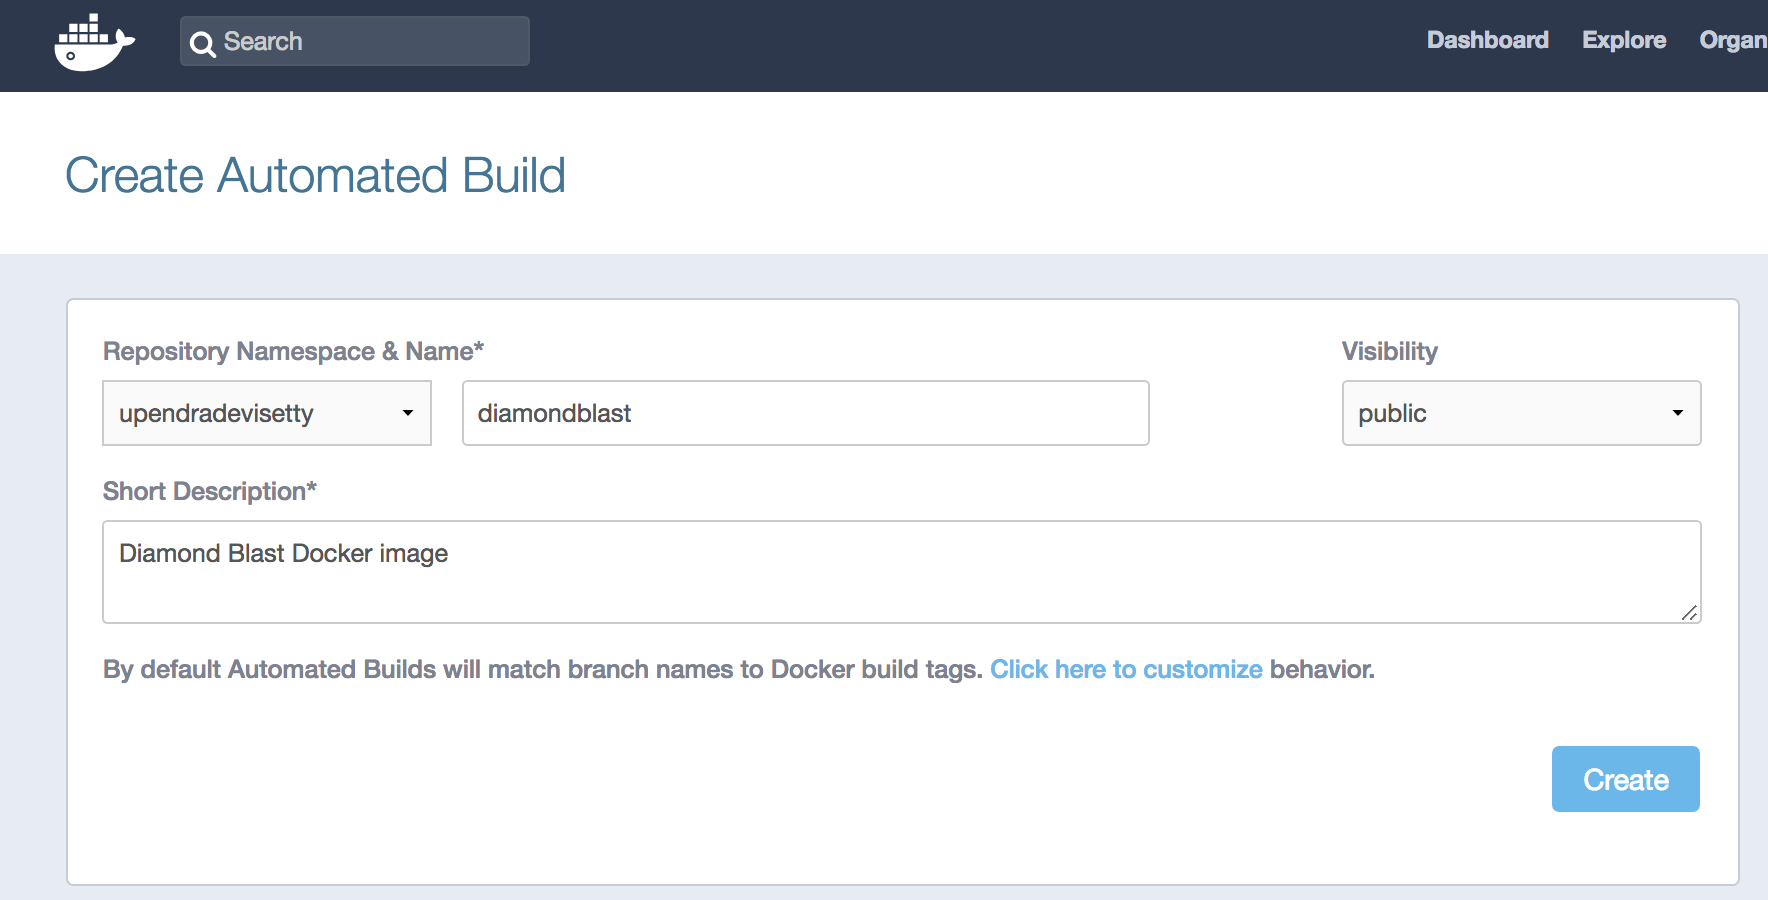 Search
Dashboard Explore Organ
Create Automated Build
Repository Namespace & Name* Visibility
upendradevisetty diamondblast public
Short Description*
Diamond Blast Docker image
By default Automated Builds will match branch names to Docker build tags. Click here to customize behavior.
Create